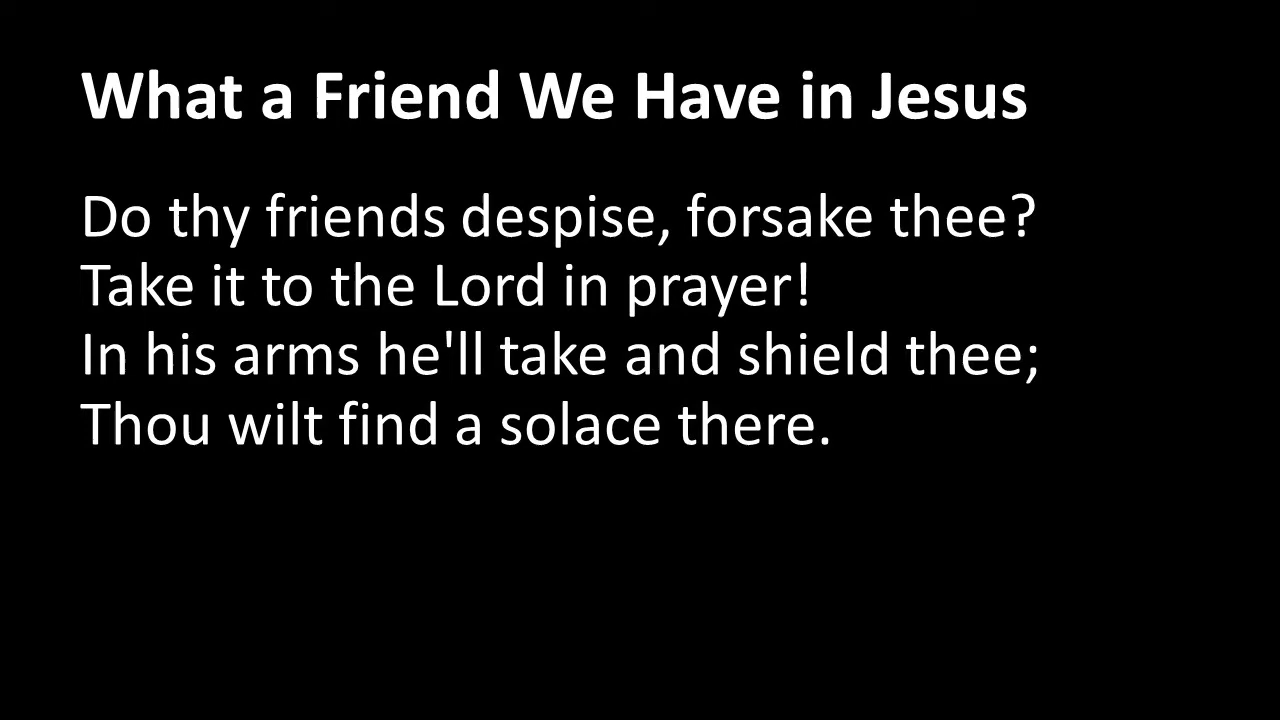 What a Friend We Have in Jesus
Do thy friends despise, forsake thee?
Take it to the Lord in prayer!
In his arms he'll take and shield thee;
Thou wilt find a solace there.